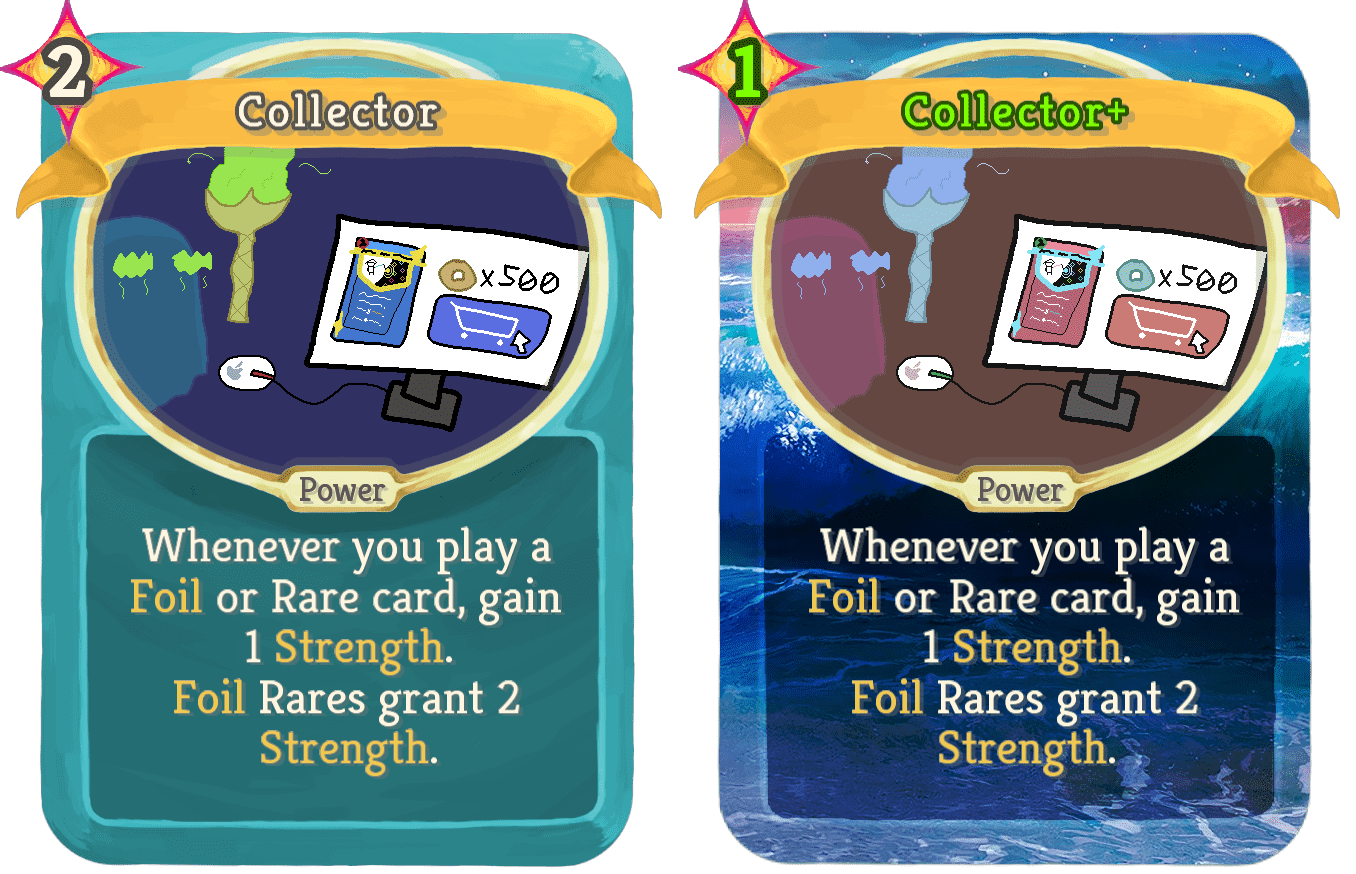 2
Collector
x500
Power
Whenever you play a
Foil or Rare card, gain
1 Strength.
Foil Rares grant 2
Strength.
1
Collector+
x500
Power
Whenever you play a
Foil or Rare card, gain
1 Strength.
Foil Rares grant 2
Strength.